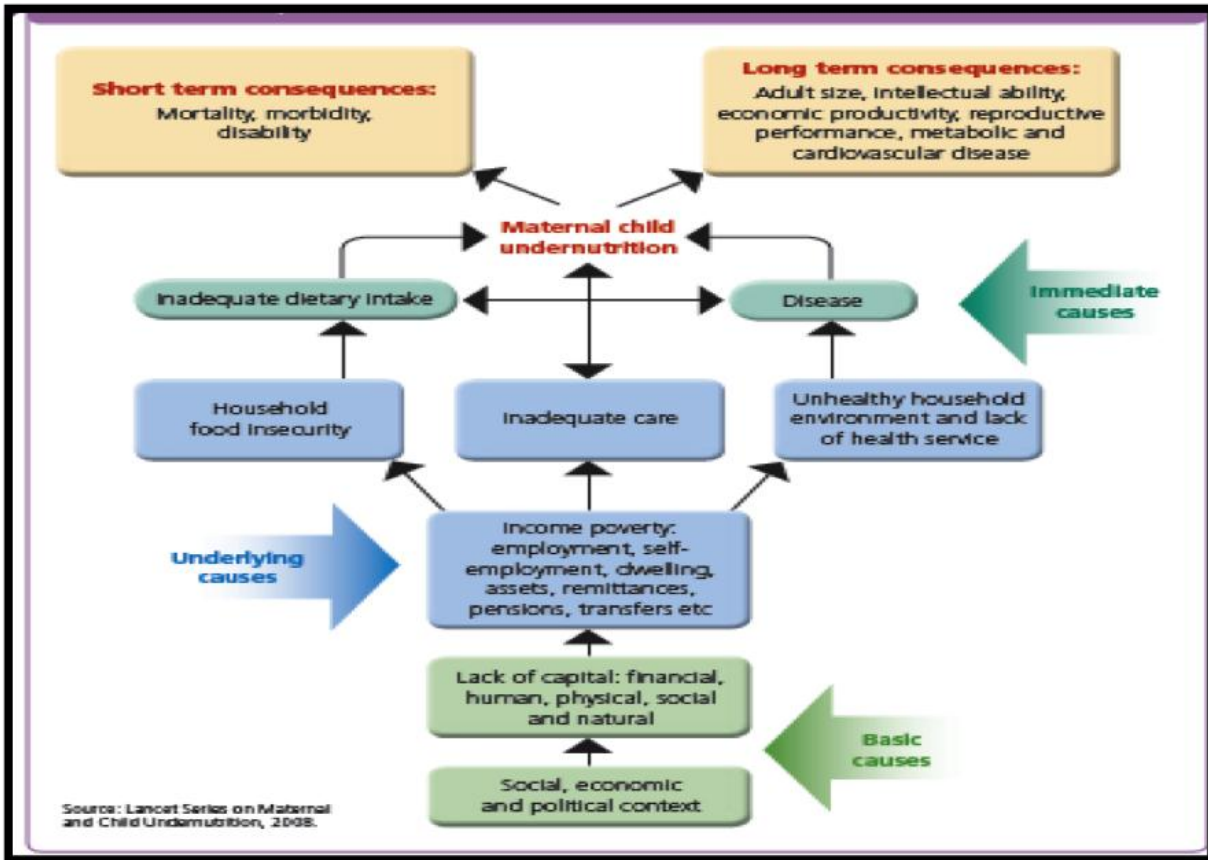 Short term consequences:
Mortality, morbidity,
disability
Long term consequences:
Adult size, intellectual ability,
economic productivity, reproductive
performance, metabolic and
cardiovascular disease
Maternal child
undernutrition
Inadequate dietary intake
Disease
Immediate
causes
Household
food insecurity
Inadequate care
Unhealthy household
environment and lack
of health service
Underlying
causes
Income poverty:
employment, self-
employment, dwelling,
assets, remittances,
pensions, transfers etc
Lack of capital: financial,
human, physical, social
and natural
Basic
causes
Social, economic
and political context
Source: Lancet Series on Maternal
and Child Undernutrition, 2008.